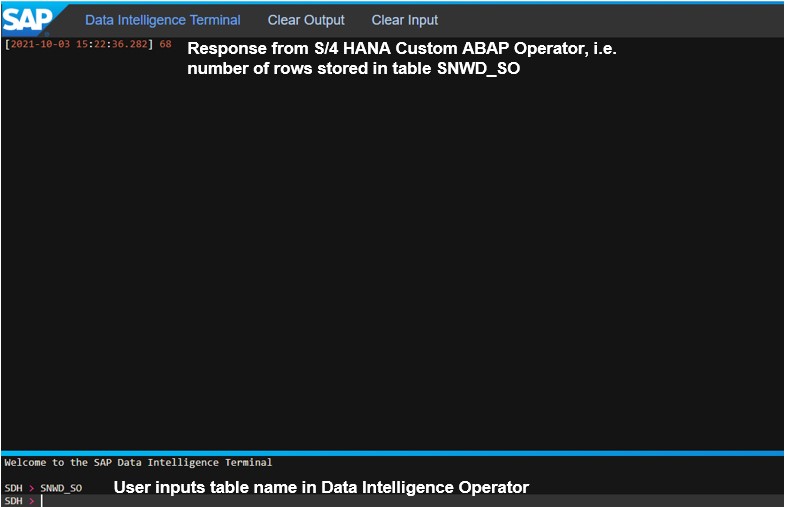 SAP Data Intelligence Terminal Clear Output Clear Input
[2021-10-03 15:22:36.282] 68 Response from S/4 HANA Custom ABAP Operator, i.e.
number of rows stored in table SNWD_SO
Welcome to the SAP Data Intelligence Terminal
SDH > SNWD_SO User inputs table name in Data Intelligence Operator
SDH >